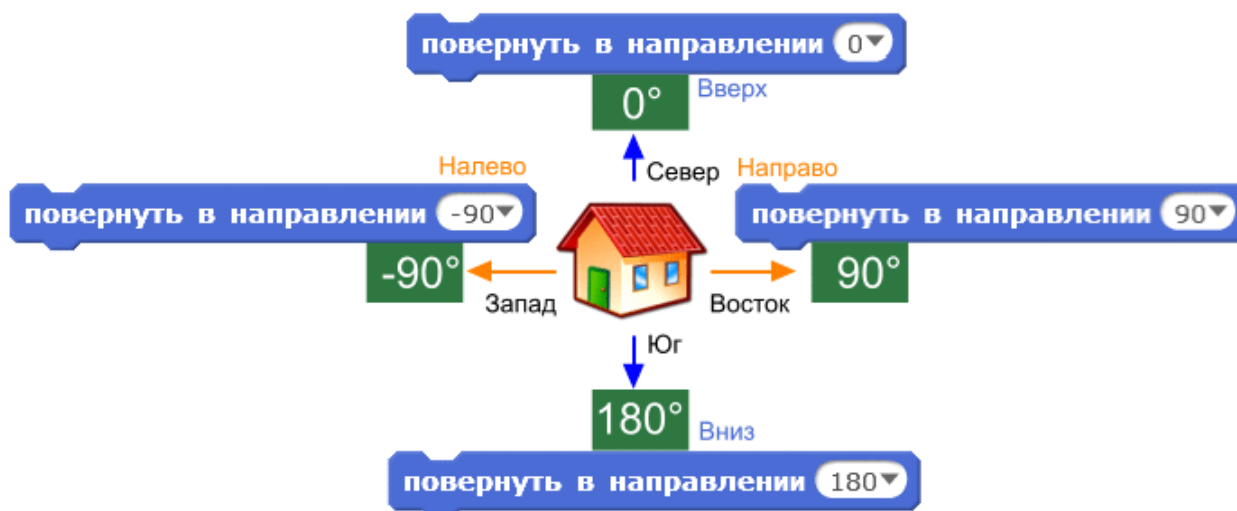 повернуть в направлении 0
0° Вверх
Налево
Север
Направо
повернуть в направлении -90
повернуть в направлении 90
-90°
90°
Запад
Восток
Юг
180°
Вниз
повернуть в направлении 180